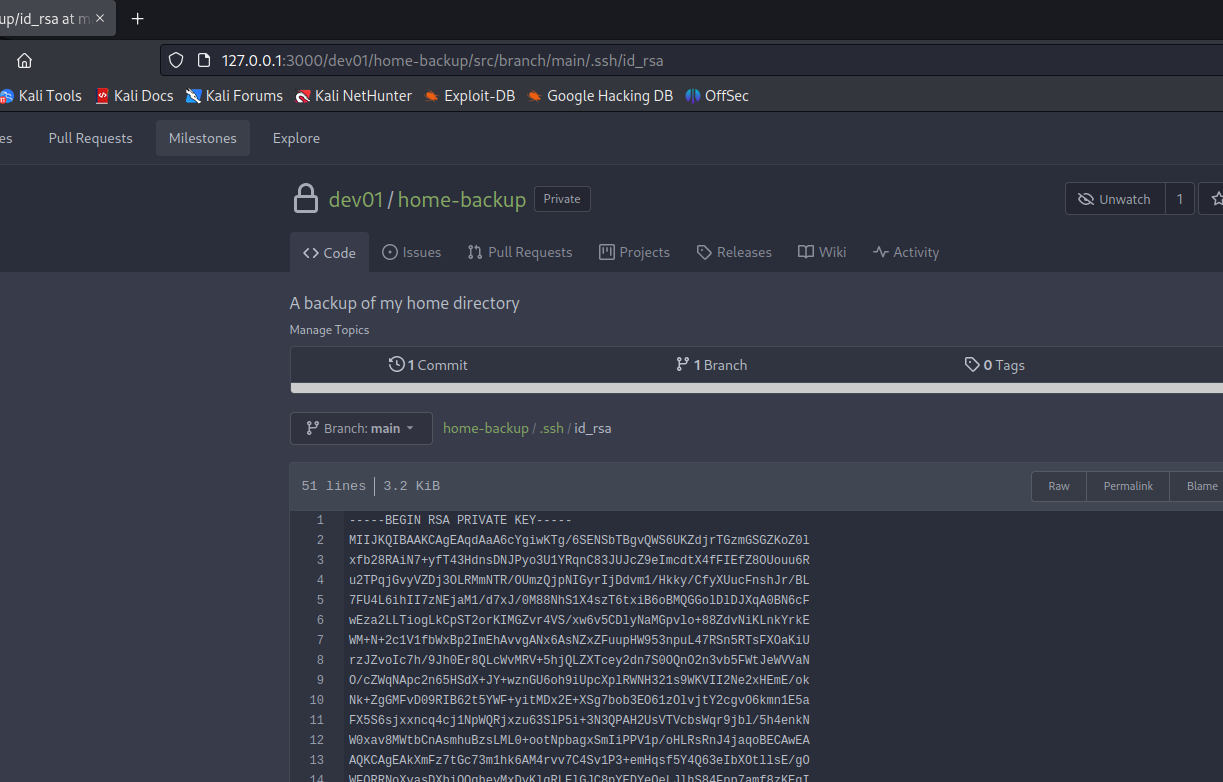 up/id_rsa at m
127.0.0.1:3000/dev01/home-backup/src/branch/main/.ssh/id_rsa
Kali Tools Kali Docs Kali Forums Kali NetHunter Exploit-DB Google Hacking DB OffSec
es Pull Requests Milestones Explore
dev01 / home-backup Private Unwatch 1
Code Issues Pull Requests Projects Releases Wiki Activity
A backup of my home directory
Manage Topics
1 Commit 1 Branch 0 Tags
Branch: main home-backup / .ssh / id_rsa
51 lines 3.2 KiB Raw Permalink Blame
1 -----BEGIN RSA PRIVATE KEY-----
2 MIIJKQIBAAKCAgEAqdAaA6cYgiwKTg/6SENSbTBgvQWS6UKZdjrTGzmGSGZKoZ0l
3 xfb28RAiN7+yfT43HdnsDNJPyo3U1YRqnC83JUJcZ9eImcdtX4fFIEfZ8OUouu6R
4 u2TPqjGvyVZDj3OLRMmNTR/OUmzQjpNIGyrIjDdvm1/Hkky/CfyXUucFnshJr/BL
5 7FU4L6ihII7zNEjaM1/d7xJ/0M88NhS1X4szT6txiB6oBMQGGolDlDJXqA0BN6cF
6 wEza2LLTiogLkCpST2orKIMGZvr4VS/xw6v5CDlyNaMGpvlo+88ZdvNiKLnkYrkE
7 WM+N+2c1V1fbWxBp2ImEhAvvgANx6AsNZxZFuupHW953npuL47RSn5RTsFXOaKiU
8 rzJZvoIc7h/9Jh0Er8QLcWvMRV+5hjQLZXTcey2dn7S0OQnO2n3vb5FWtJeWVVaN
9 O/cZWqNApc2n65HSdX+JY+wznGU6oh9iUpcXplRWNH321s9WKVII2Ne2xHEmE/ok
10 Nk+ZgGMFvD09RIB62t5YWF+yitMDx2E+XSg7bob3EO61zOlvjtY2cgvO6kmn1E5a
11 FX5S6sjxxncq4cj1NpWQRjxzu63SlP5i+3N3QPAH2UsVTVcbsWqr9jbl/5h4enkN
12 W0xav8MWtbCnAsmhuBzsLML0+ootNpbagxSmIiPPV1p/oHLRsRnJ4jaqoBECAwEA
13 AQKCAgEAkXmFz7tGc73m1hk6AM4rvv7C4Sv1P3+emHqsf5Y4Q63eIbXOtllsE/gO
14